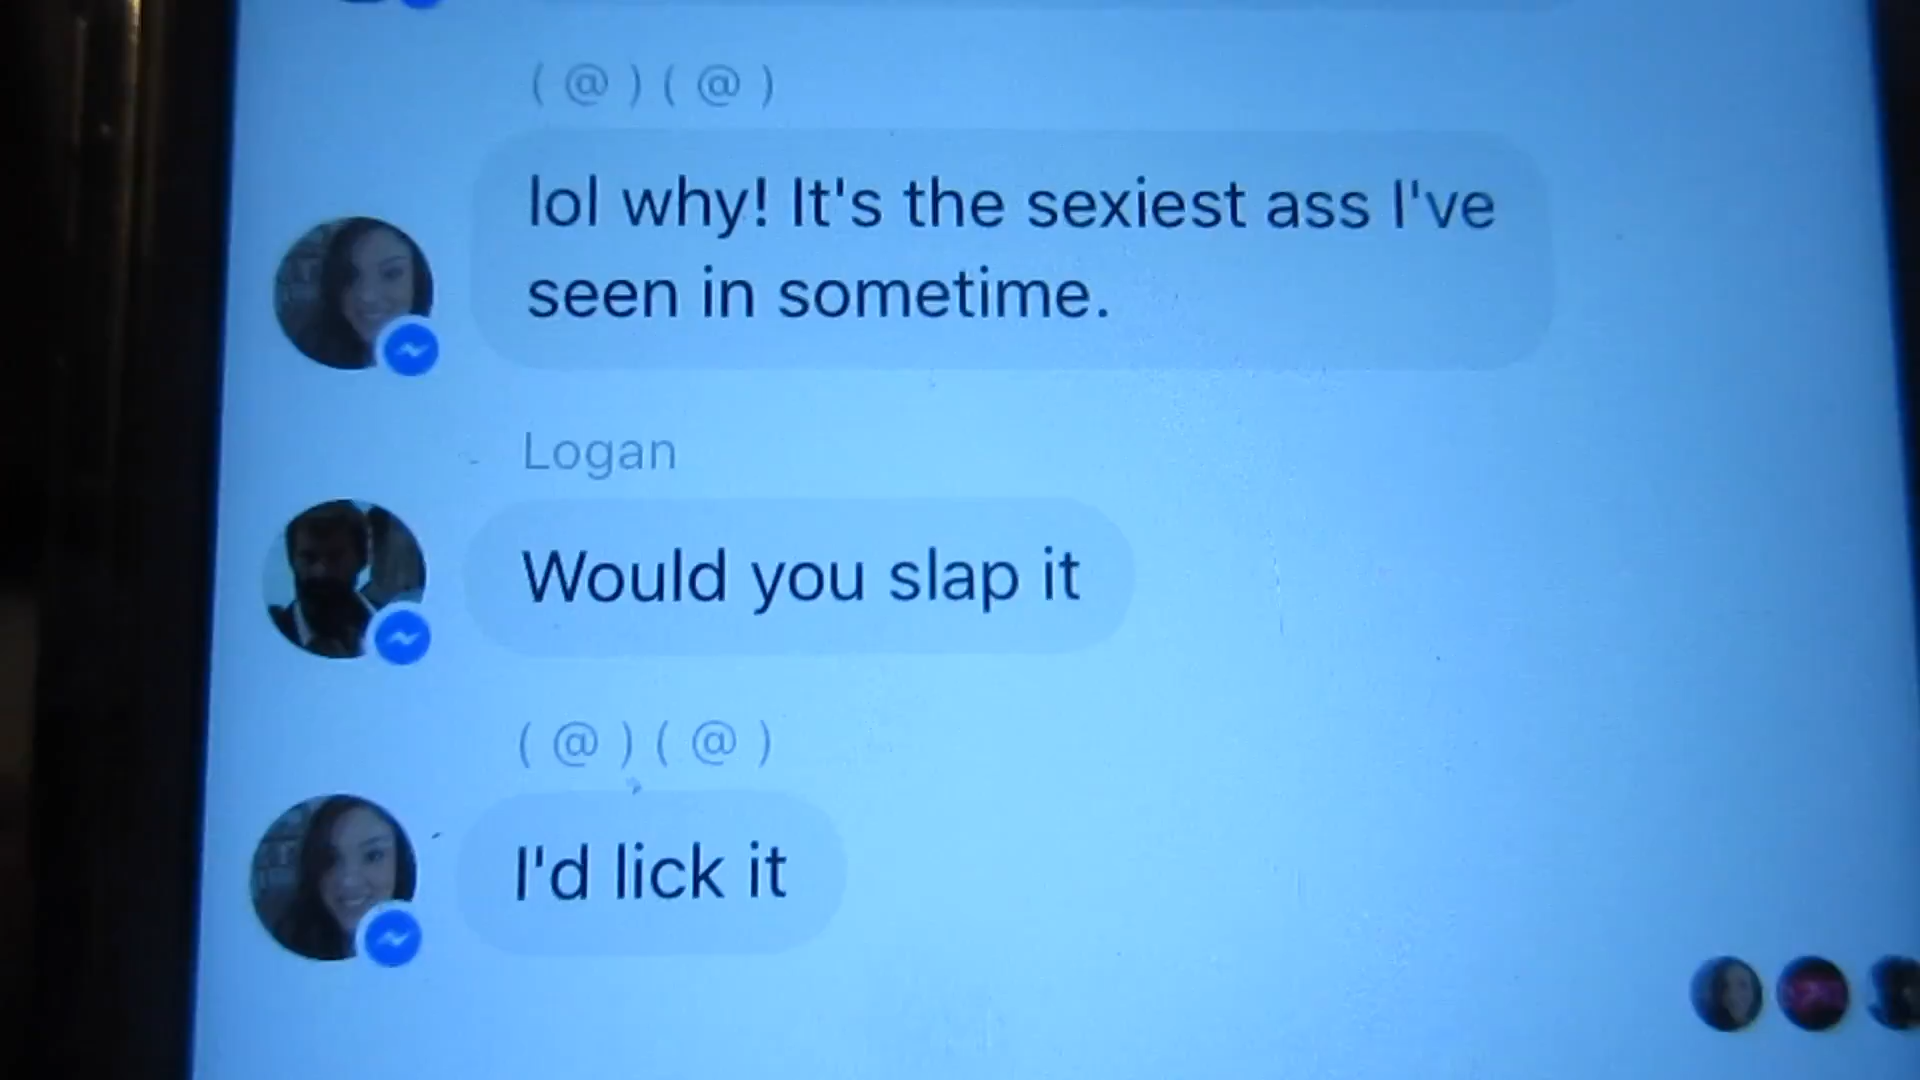 ( @ ) ( @ )
lol why! It's the sexiest ass I've
seen in sometime.
Logan
Would you slap it
( @ ) ( @ )
I'd lick it